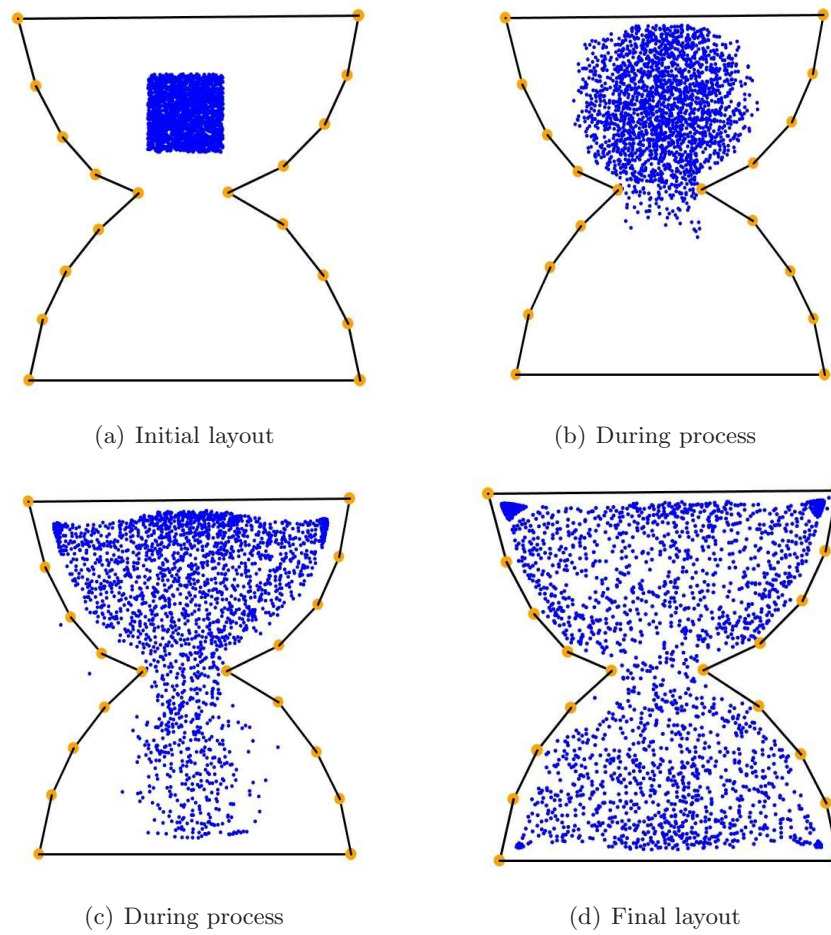 (a) Initial layout
(b) During process
(c) During process
(d) Final layout